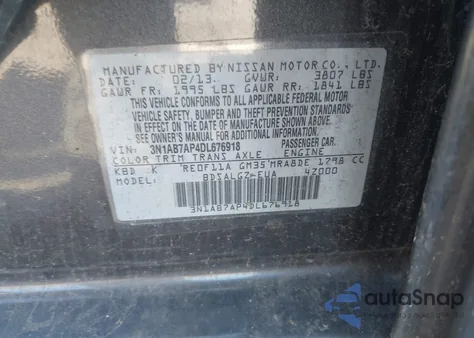 MANUFACTURED BY NISSAN MOTOR CO., LTD.
DATE: 02/13 GVWR: 3807 LBS
GAWR FR: 1995 LBS GAWR RR: 1841 LBS
THIS VEHICLE CONFORMS TO ALL APPLICABLE FEDERAL MOTOR
VEHICLE SAFETY, BUMPER, AND THEFT PREVENTION STANDARDS
IN EFFECT ON THE DATE OF MANUFACTURE SHOWN ABOVE.
SEE OWNER'S MANUAL FOR ADDITIONAL INFORMATION.
VIN: 3N1AB7AP4DL676918 PASSENGER CAR.
COLOR TRIM TRANS AXLE ENGINE
KBD K RE0F11A GM35 MRA8DE 1798 CC
BDSALGZ-EUA 4Z000
3N1AB7AP4DL676918
autoSnap